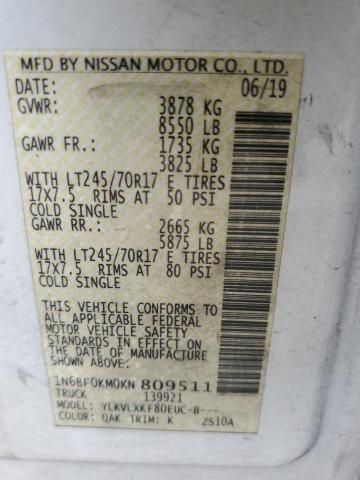 MFD BY NISSAN MOTOR CO., LTD.
DATE: 06/19
GVWR: 3878 KG
8550 LB
GAWR FR.: 1735 KG
3825 LB
WITH LT245/70R17 E TIRES
17X7.5 RIMS AT 50 PSI
COLD SINGLE
GAWR RR.: 2665 KG
5875 LB
WITH LT245/70R17 E TIRES
17X7.5 RIMS AT 80 PSI
COLD SINGLE
THIS VEHICLE CONFORMS TO
ALL APPLICABLE FEDERAL
MOTOR VEHICLE SAFETY
STANDARDS IN EFFECT ON
THE DATE OF MANUFACTURE
SHOWN ABOVE.
1N6BF0KM0KN 809511
TRUCK 139921
MODEL: YLKVLXKF80EUC-B---
COLOR: QAK TRIM: K 2S10A